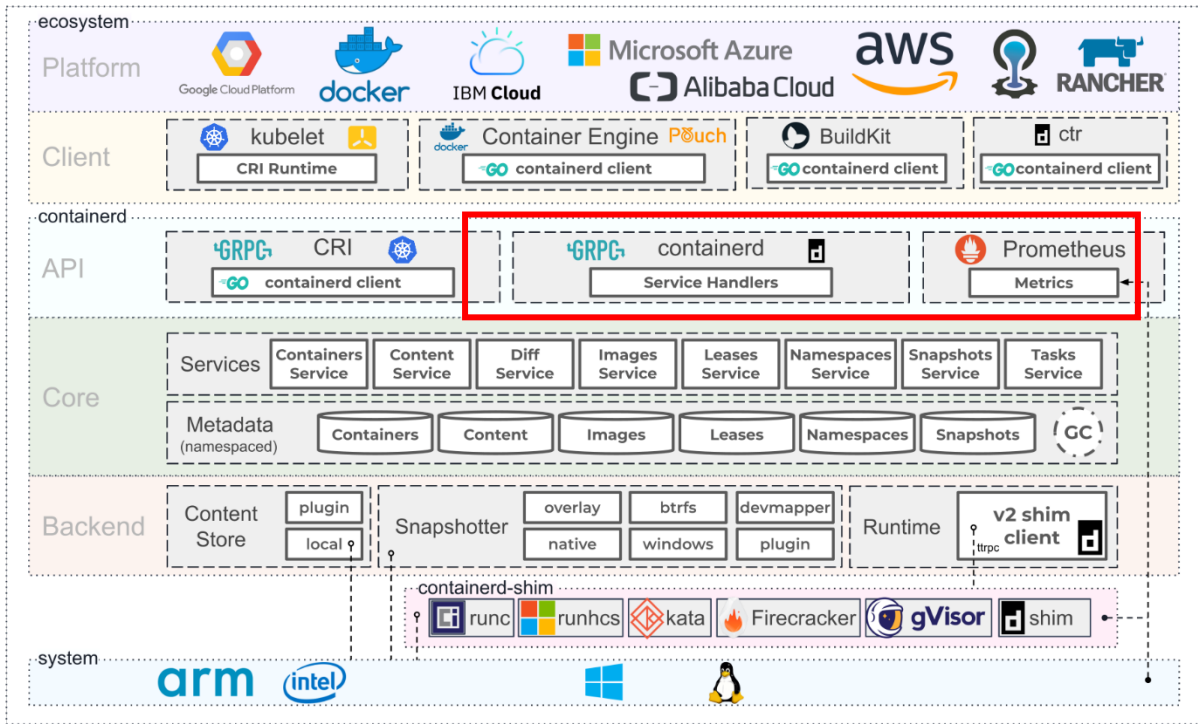 ecosystem
Platform
Google Cloud Platform
docker
IBM Cloud
Microsoft Azure
Alibaba Cloud
aws
RANCHER
Client
kubelet
CRI Runtime
docker
Container Engine
Pouch
GO containerd client
BuildKit
GO containerd client
ctr
GO containerd client
containerd
API
GRPC CRI
GO containerd client
GRPC containerd
Service Handlers
Prometheus
Metrics
Core
Services
Containers
Service
Content
Service
Diff
Service
Images
Service
Leases
Service
Namespaces
Service
Snapshots
Service
Tasks
Service
Metadata
(namespaced)
Containers
Content
Images
Leases
Namespaces
Snapshots
GC
Backend
Content
Store
plugin
local
Snapshotter
overlay
btrfs
devmapper
native
windows
plugin
Runtime
v2 shim
client
ttrpc
containerd-shim
Ci runc
runhcs
kata
Firecracker
gVisor
shim
system
arm
intel